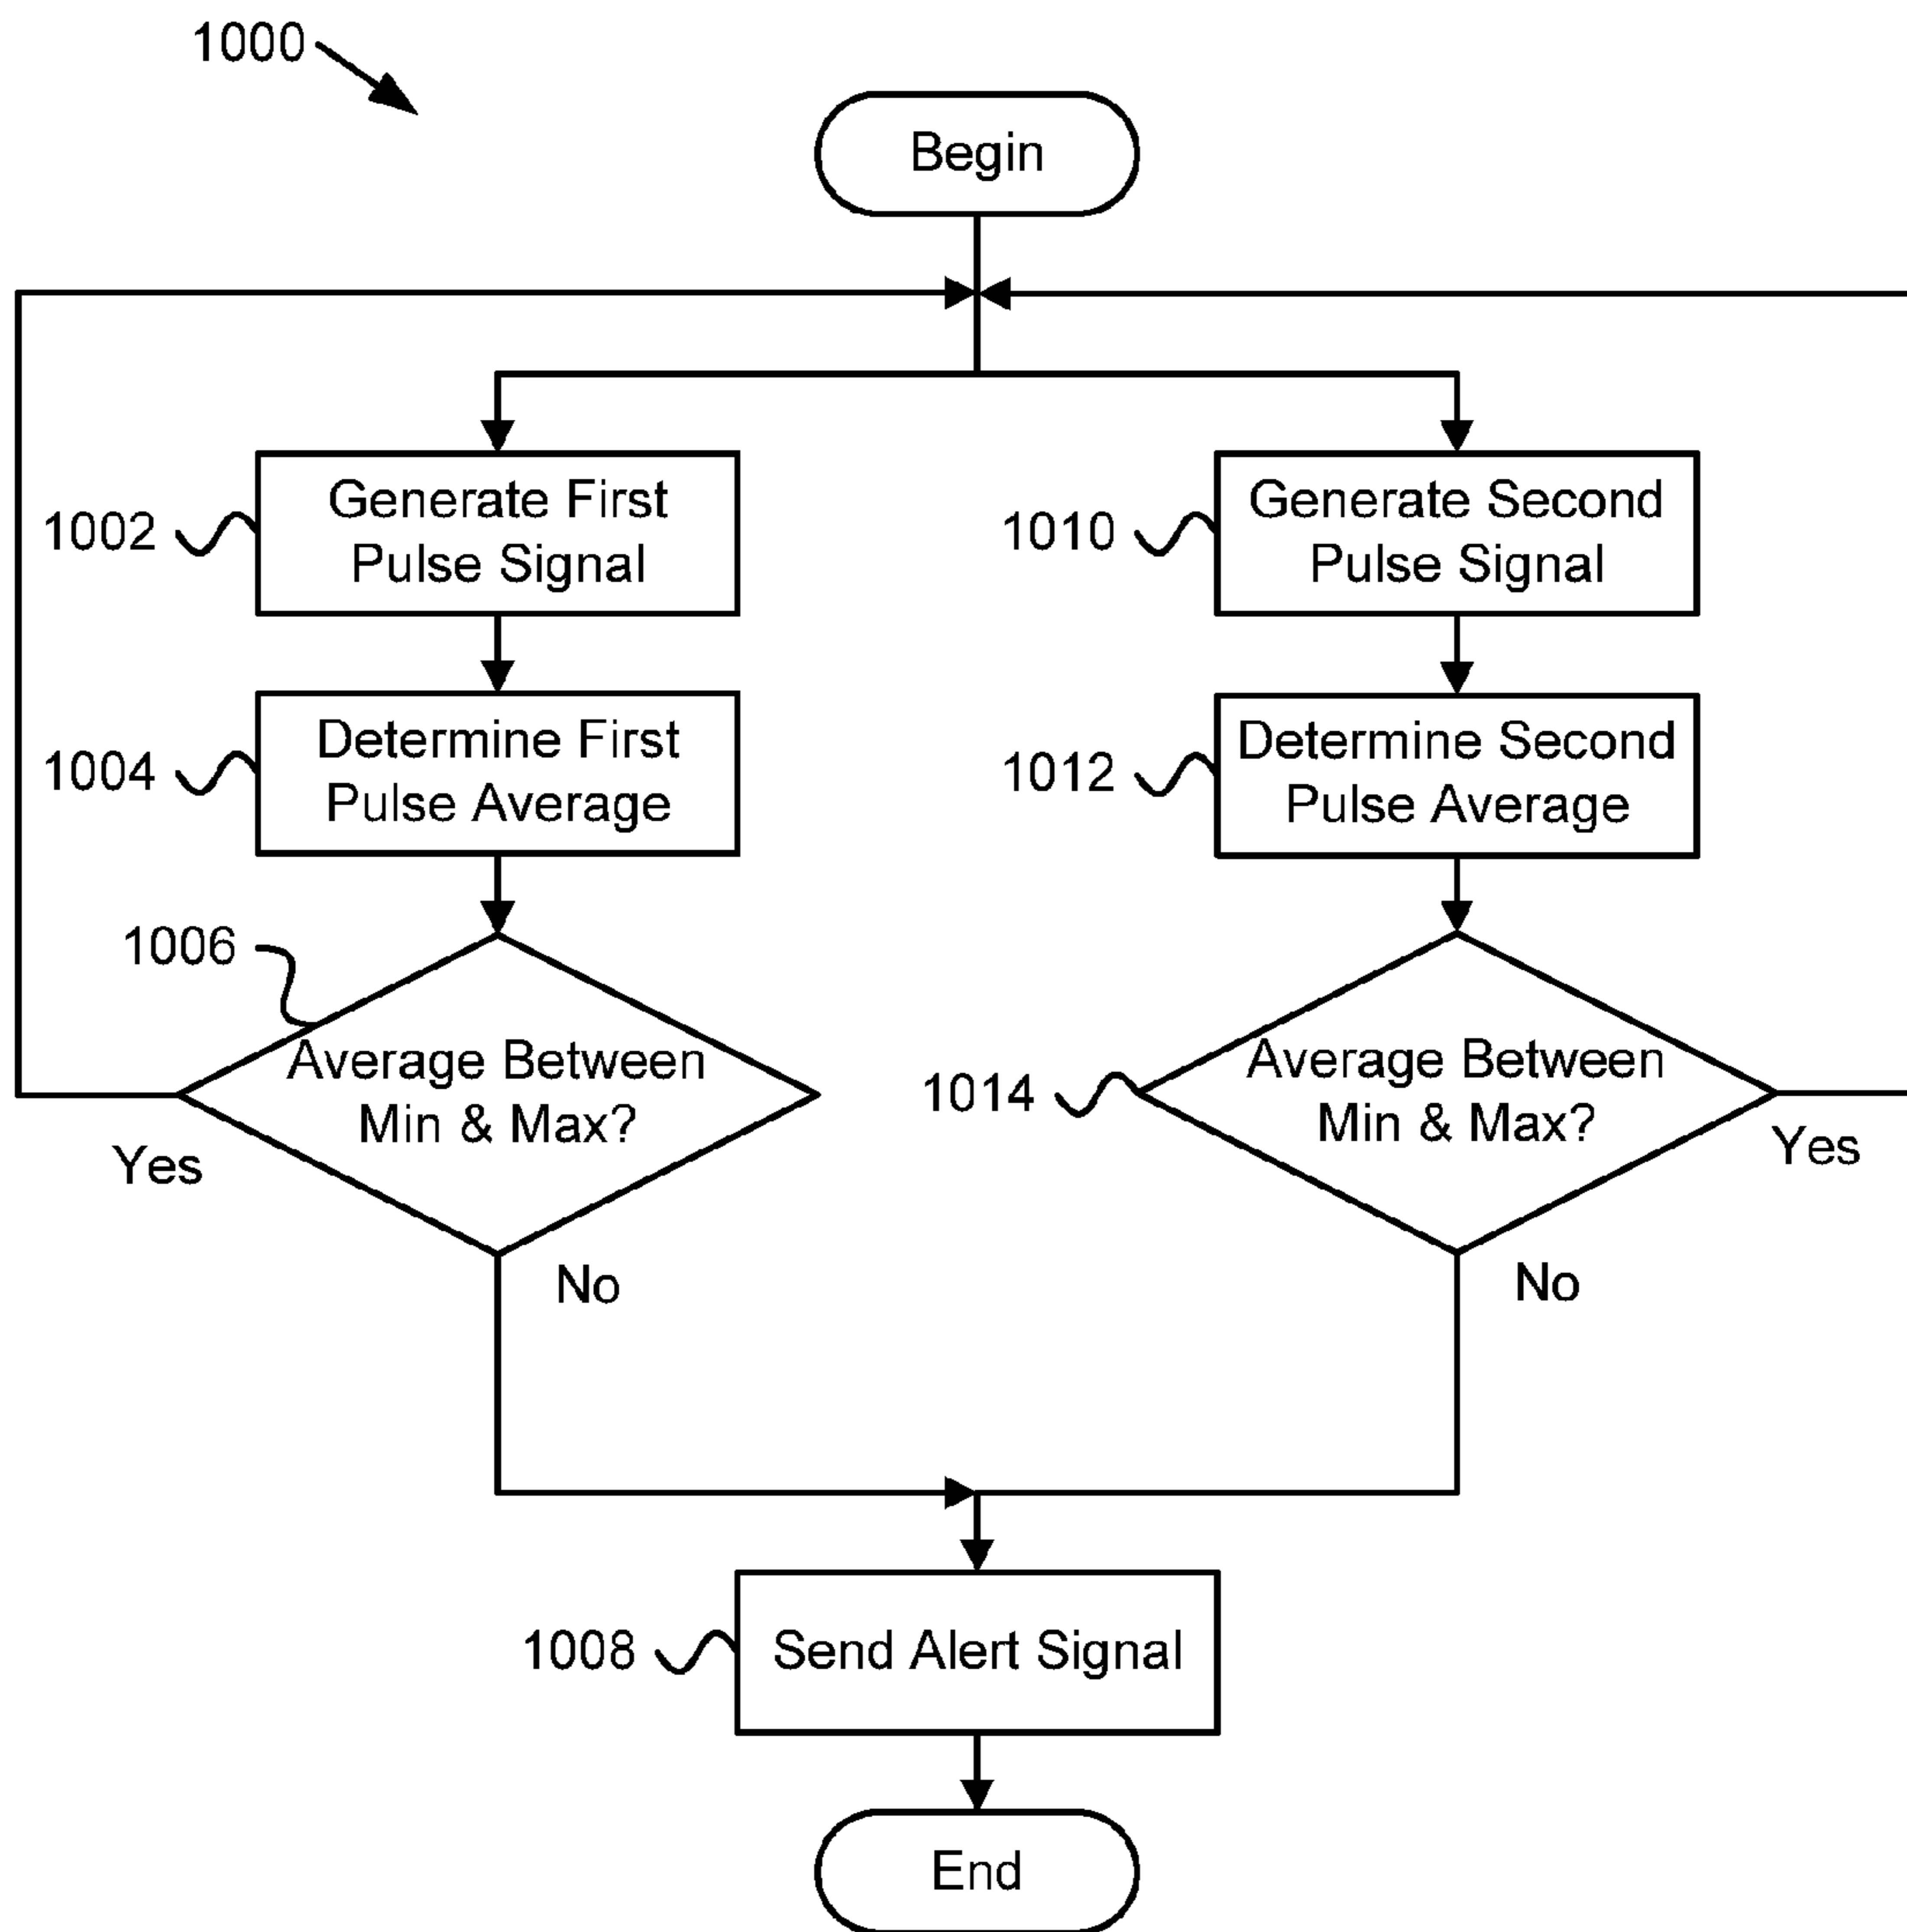 1000
Begin
1002
Generate First
Pulse Signal
1010
Generate Second
Pulse Signal
1004
Determine First
Pulse Average
1012
Determine Second
Pulse Average
1006
Average Between
Min & Max?
Yes
No
1014
Average Between
Min & Max?
Yes
No
1008
Send Alert Signal
End